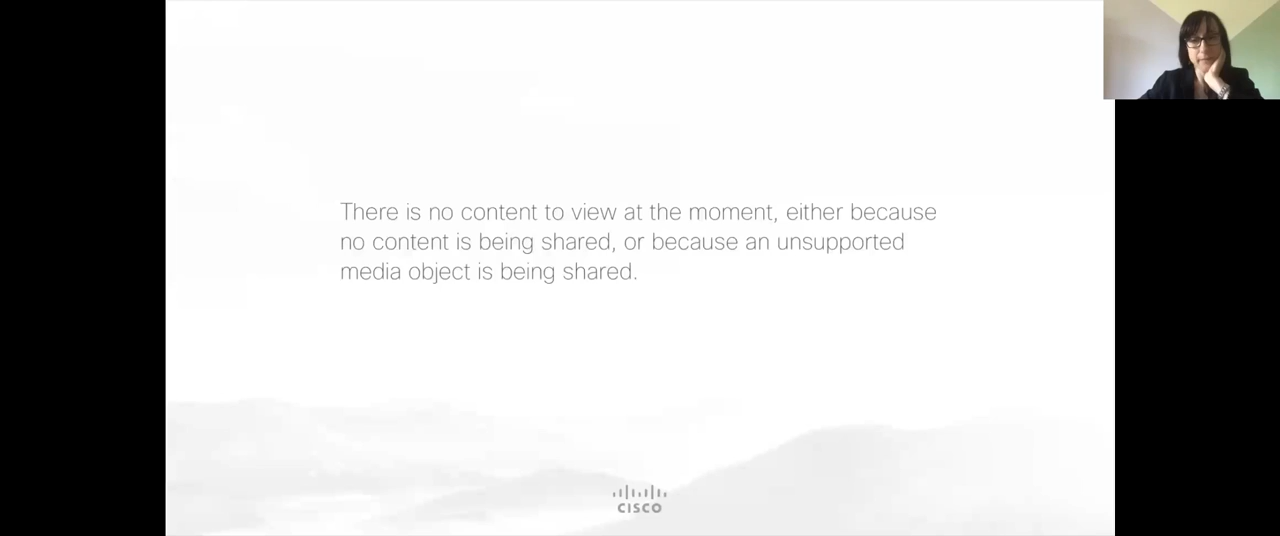 There is no content to view at the moment, either because
no content is being shared, or because an unsupported
media object is being shared.
CISCO